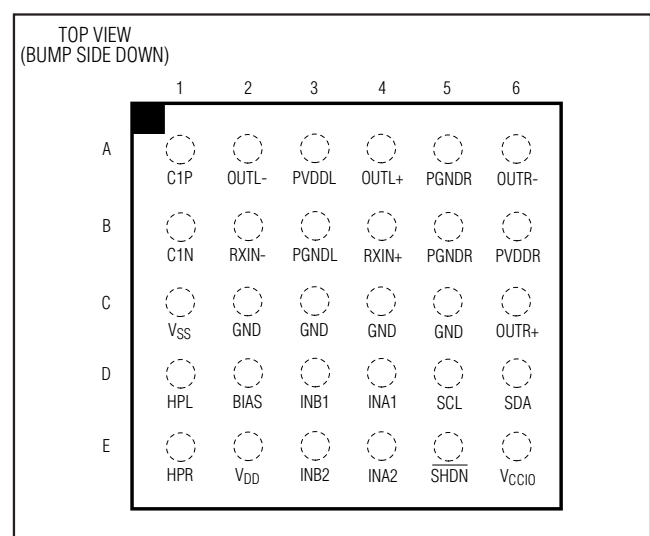 TOP VIEW
(BUMP SIDE DOWN)
1 2 3 4 5 6
A
C1P OUTL- PVDDL OUTL+ PGNDR OUTR-
B
C1N RXIN- PGNDL RXIN+ PGNDR PVDDR
C
VSS GND GND GND GND OUTR+
D
HPL BIAS INB1 INA1 SCL SDA
E
HPR VDD INB2 INA2 SHDN VCCIO